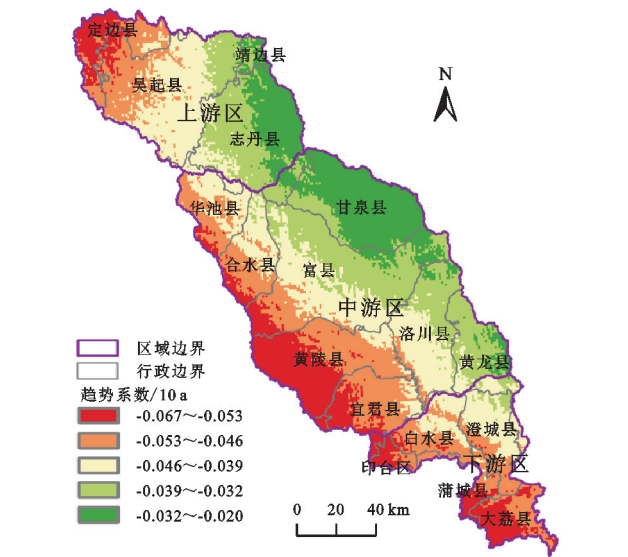 定边县
靖边县
吴起县
上游区
志丹县
N
华池县
甘泉县
合水县
富县
中游区
洛川县
黄陵县
黄龙县
宜君县
白水县
澄城县
印台区
下游区
蒲城县
大荔县
区域边界
行政边界
趋势系数/10 a
-0.067～-0.053
-0.053～-0.046
-0.046～-0.039
-0.039～-0.032
-0.032～-0.020
0 20 40 km